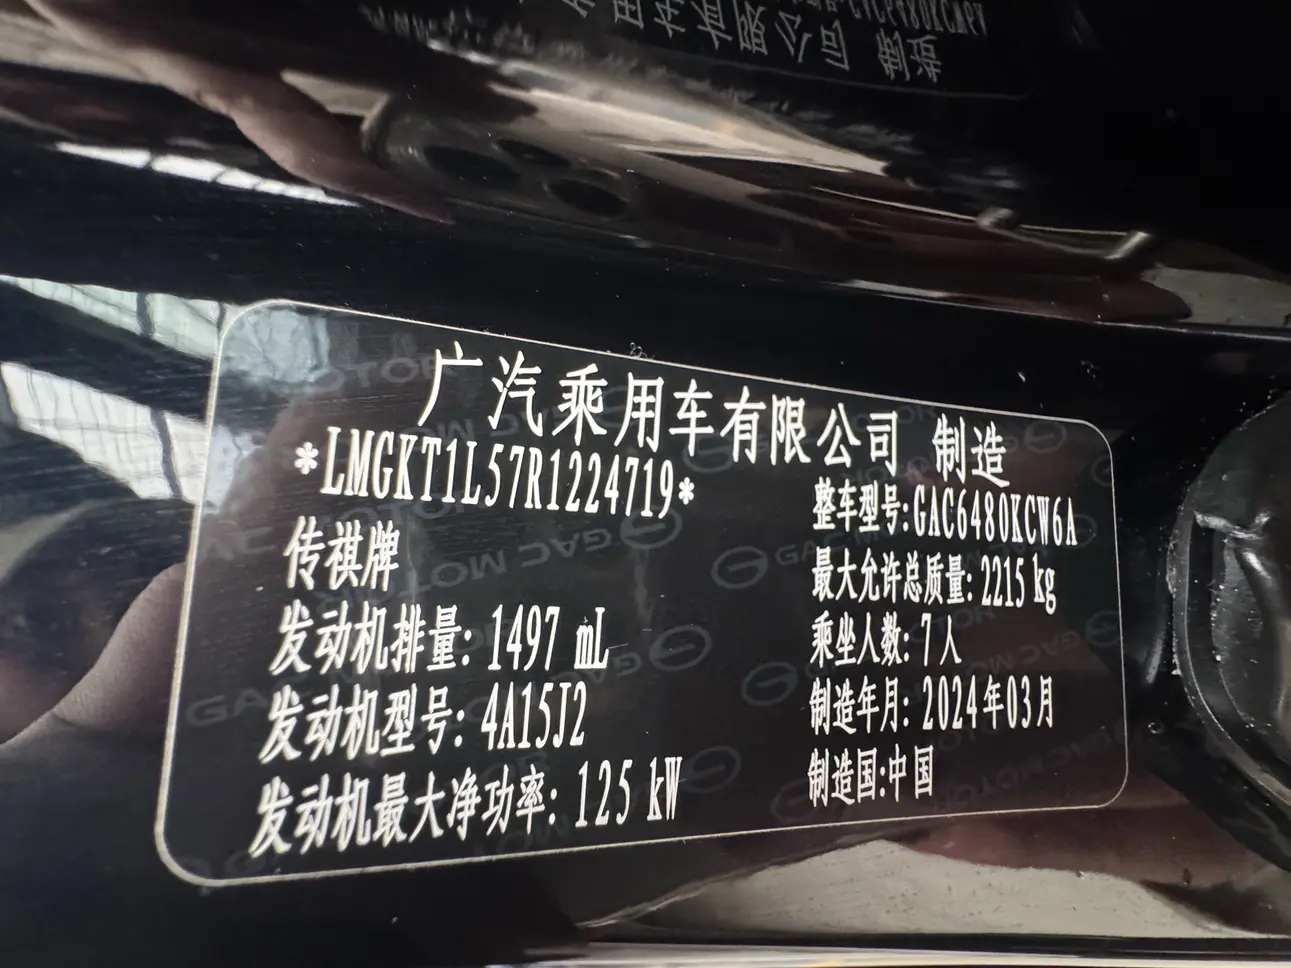 广汽乘用车有限公司 制造
*LMGKT1L57R1224719*
传祺牌
发动机排量: 1497 mL
发动机型号: 4A15J2
发动机最大净功率: 125 kW
整车型号:GAC6480KCW6A
最大允许总质量: 2215 kg
乘坐人数: 7人
制造年月: 2024年03月
制造国:中国
GAC MOTOR